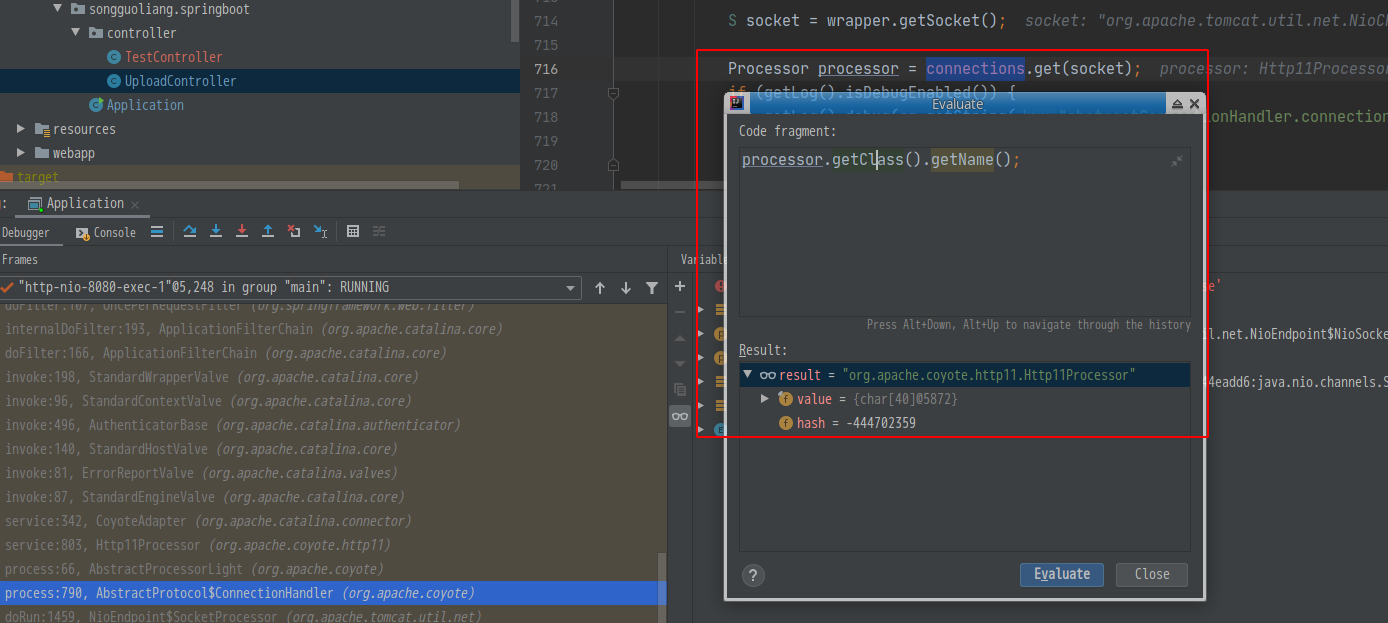 songguoliang.springboot
controller
TestController
UploadController
Application
resources
webapp
target
714
715
716
717
718
719
720
721
S socket = wrapper.getSocket();  socket: "org.apache.tomcat.util.net.NioC
Processor processor = connections.get(socket);  processor: Http11Processo
if (getLog().isDebugEnabled()) {
ionHandler.connection
Evaluate
Code fragment:
processor.getClass().getName();
Press Alt+Down, Alt+Up to navigate through the history
Result:
result = "org.apache.coyote.http11.Http11Processor"
value = {char[40]@5872}
hash = -444702359
?
Evaluate
Close
: Application
Debugger
Console
Frames
Variable
"http-nio-8080-exec-1"@5,248 in group "main": RUNNING
doFilter:107, OncePerRequestFilter (org.springframework.web.filter)
internalDoFilter:193, ApplicationFilterChain (org.apache.catalina.core)
doFilter:166, ApplicationFilterChain (org.apache.catalina.core)
invoke:198, StandardWrapperValve (org.apache.catalina.core)
invoke:96, StandardContextValve (org.apache.catalina.core)
invoke:496, AuthenticatorBase (org.apache.catalina.authenticator)
invoke:140, StandardHostValve (org.apache.catalina.core)
invoke:81, ErrorReportValve (org.apache.catalina.valves)
invoke:87, StandardEngineValve (org.apache.catalina.core)
service:342, CoyoteAdapter (org.apache.catalina.connector)
service:803, Http11Processor (org.apache.coyote.http11)
process:66, AbstractProcessorLight (org.apache.coyote)
process:790, AbstractProtocol$ConnectionHandler (org.apache.coyote)
doRun:1459, NioEndpoint$SocketProcessor (org.apache.tomcat.util.net)
se'
il.net.NioEndpoint$NioSocke
44eadd6:java.nio.channels.S